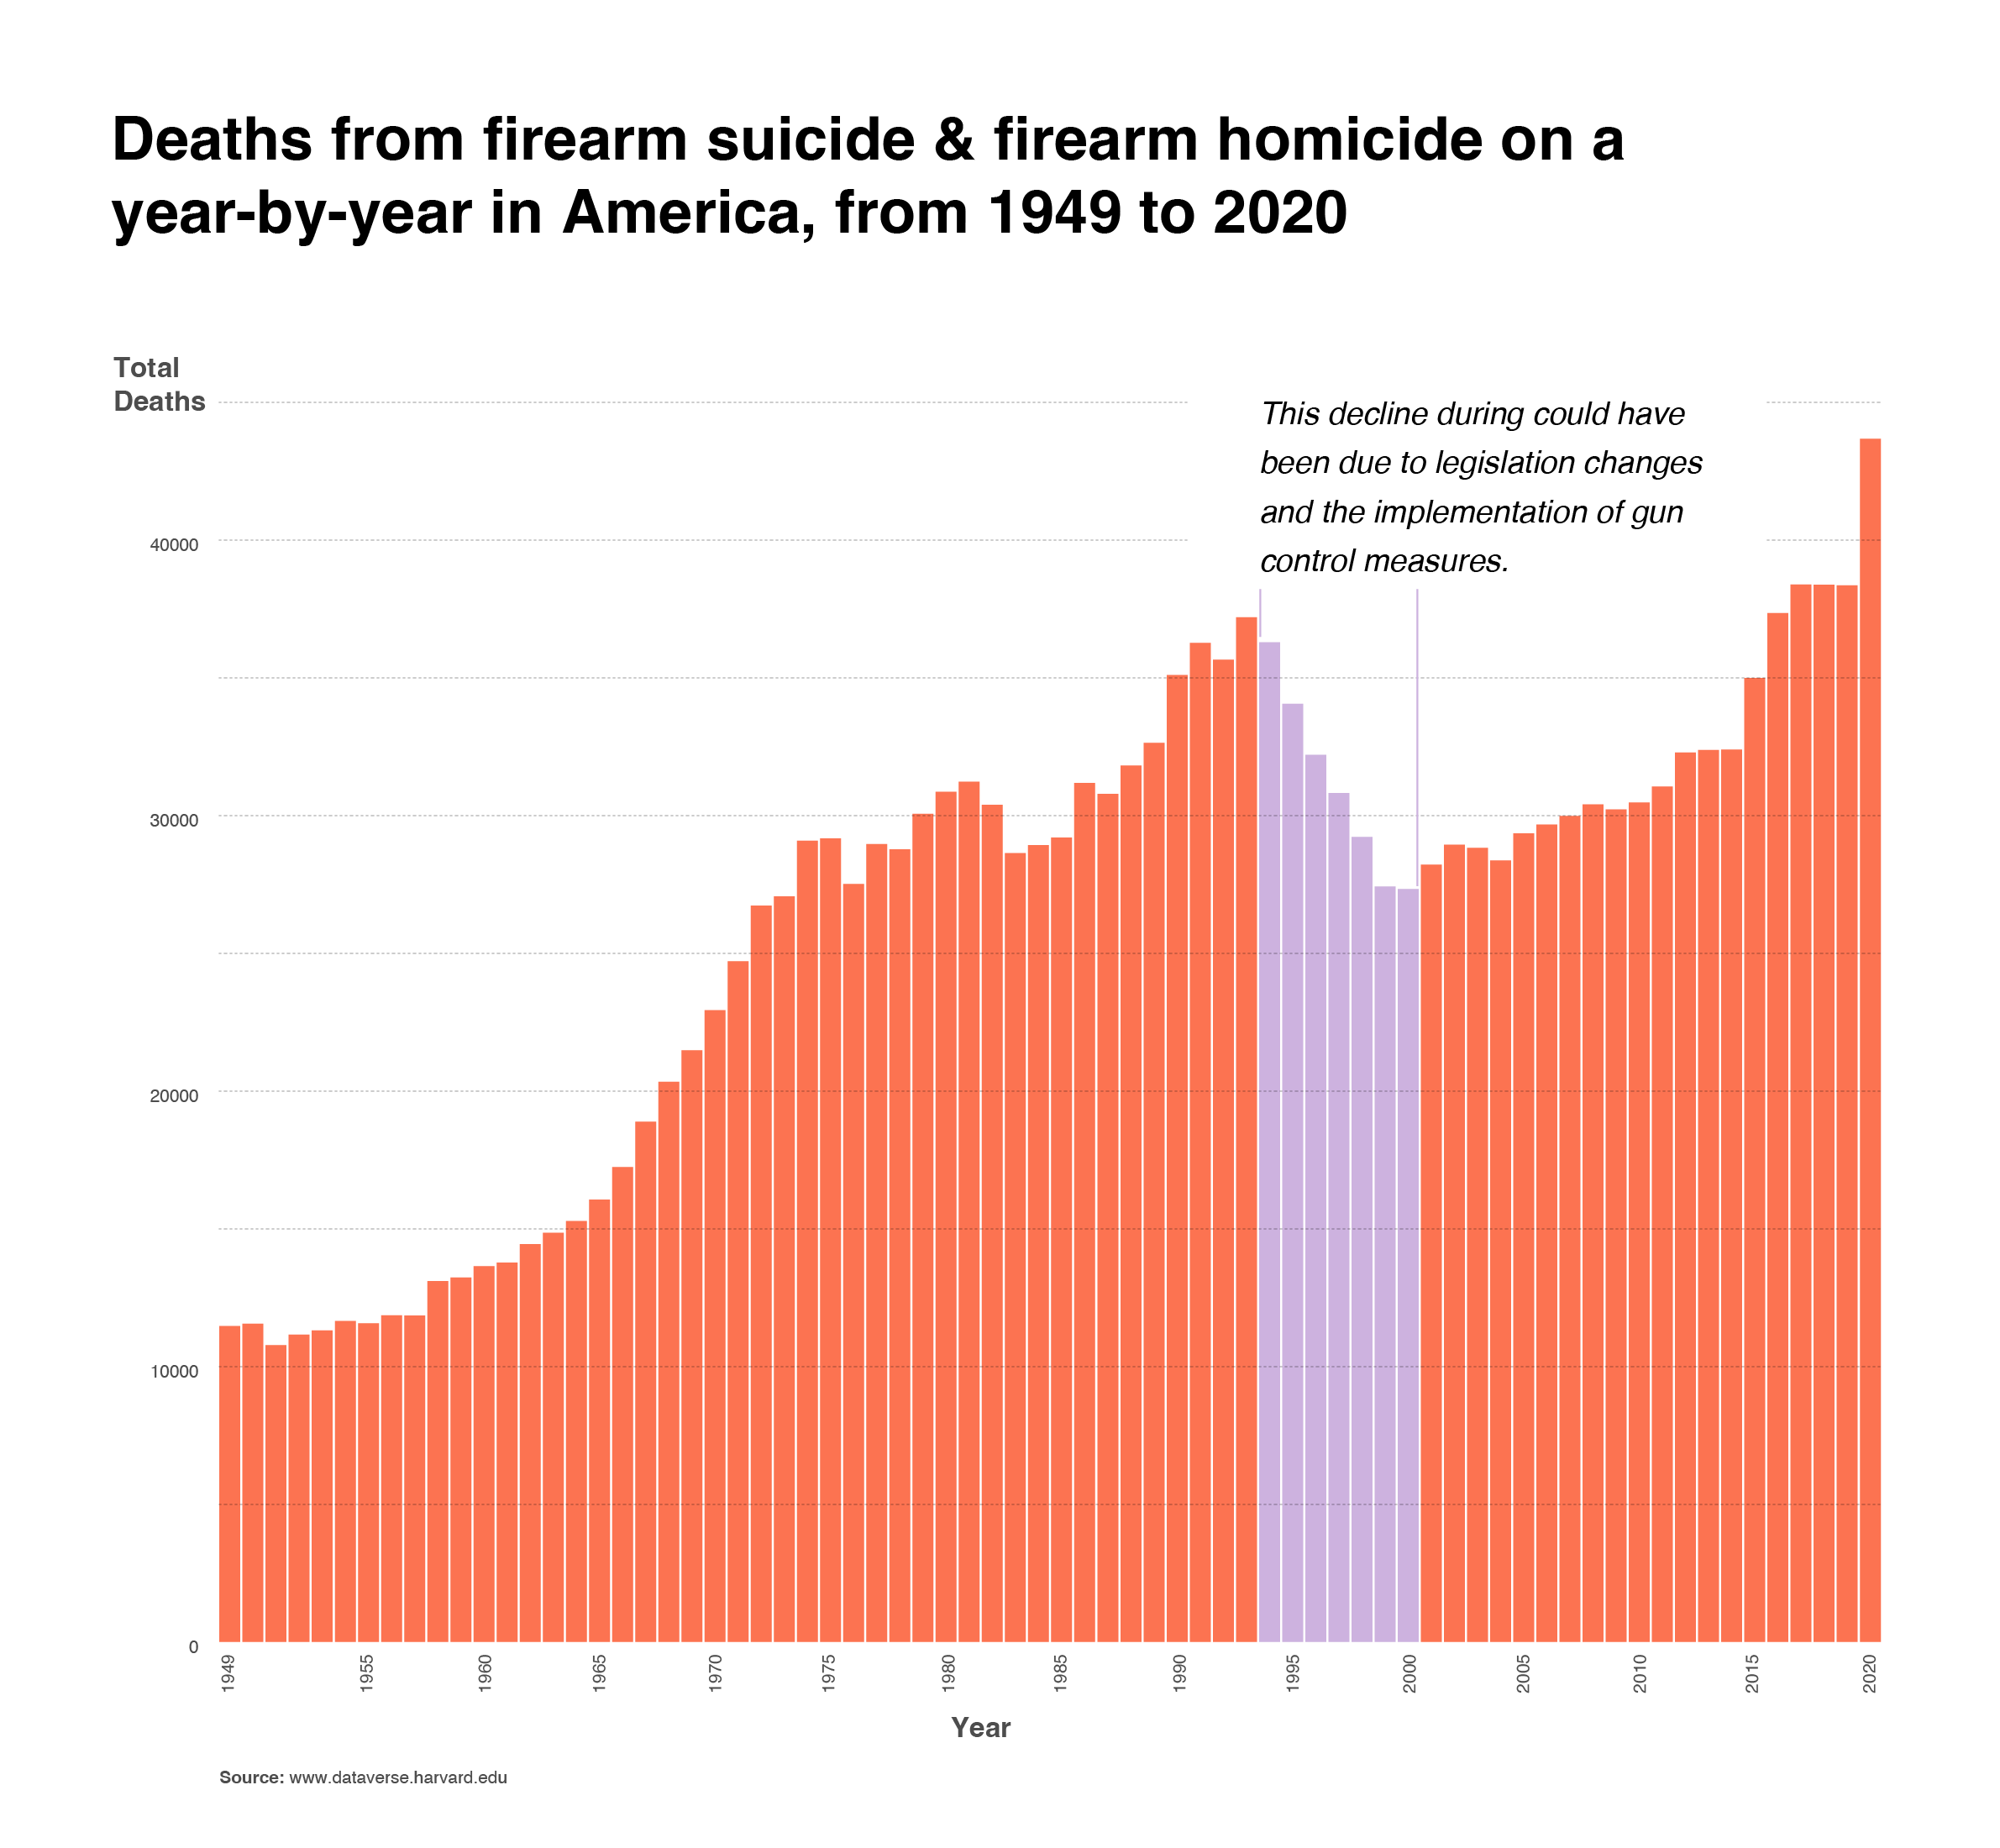 Deaths from firearm suicide & firearm homicide on a
year-by-year in America, from 1949 to 2020
Total
Deaths
This decline during could have
been due to legislation changes
and the implementation of gun
control measures.
40000
30000
20000
10000
0
1949
1955
1960
1965
1970
1975
1980
1985
1990
1995
2000
2005
2010
2015
2020
Year
Source: www.dataverse.harvard.edu